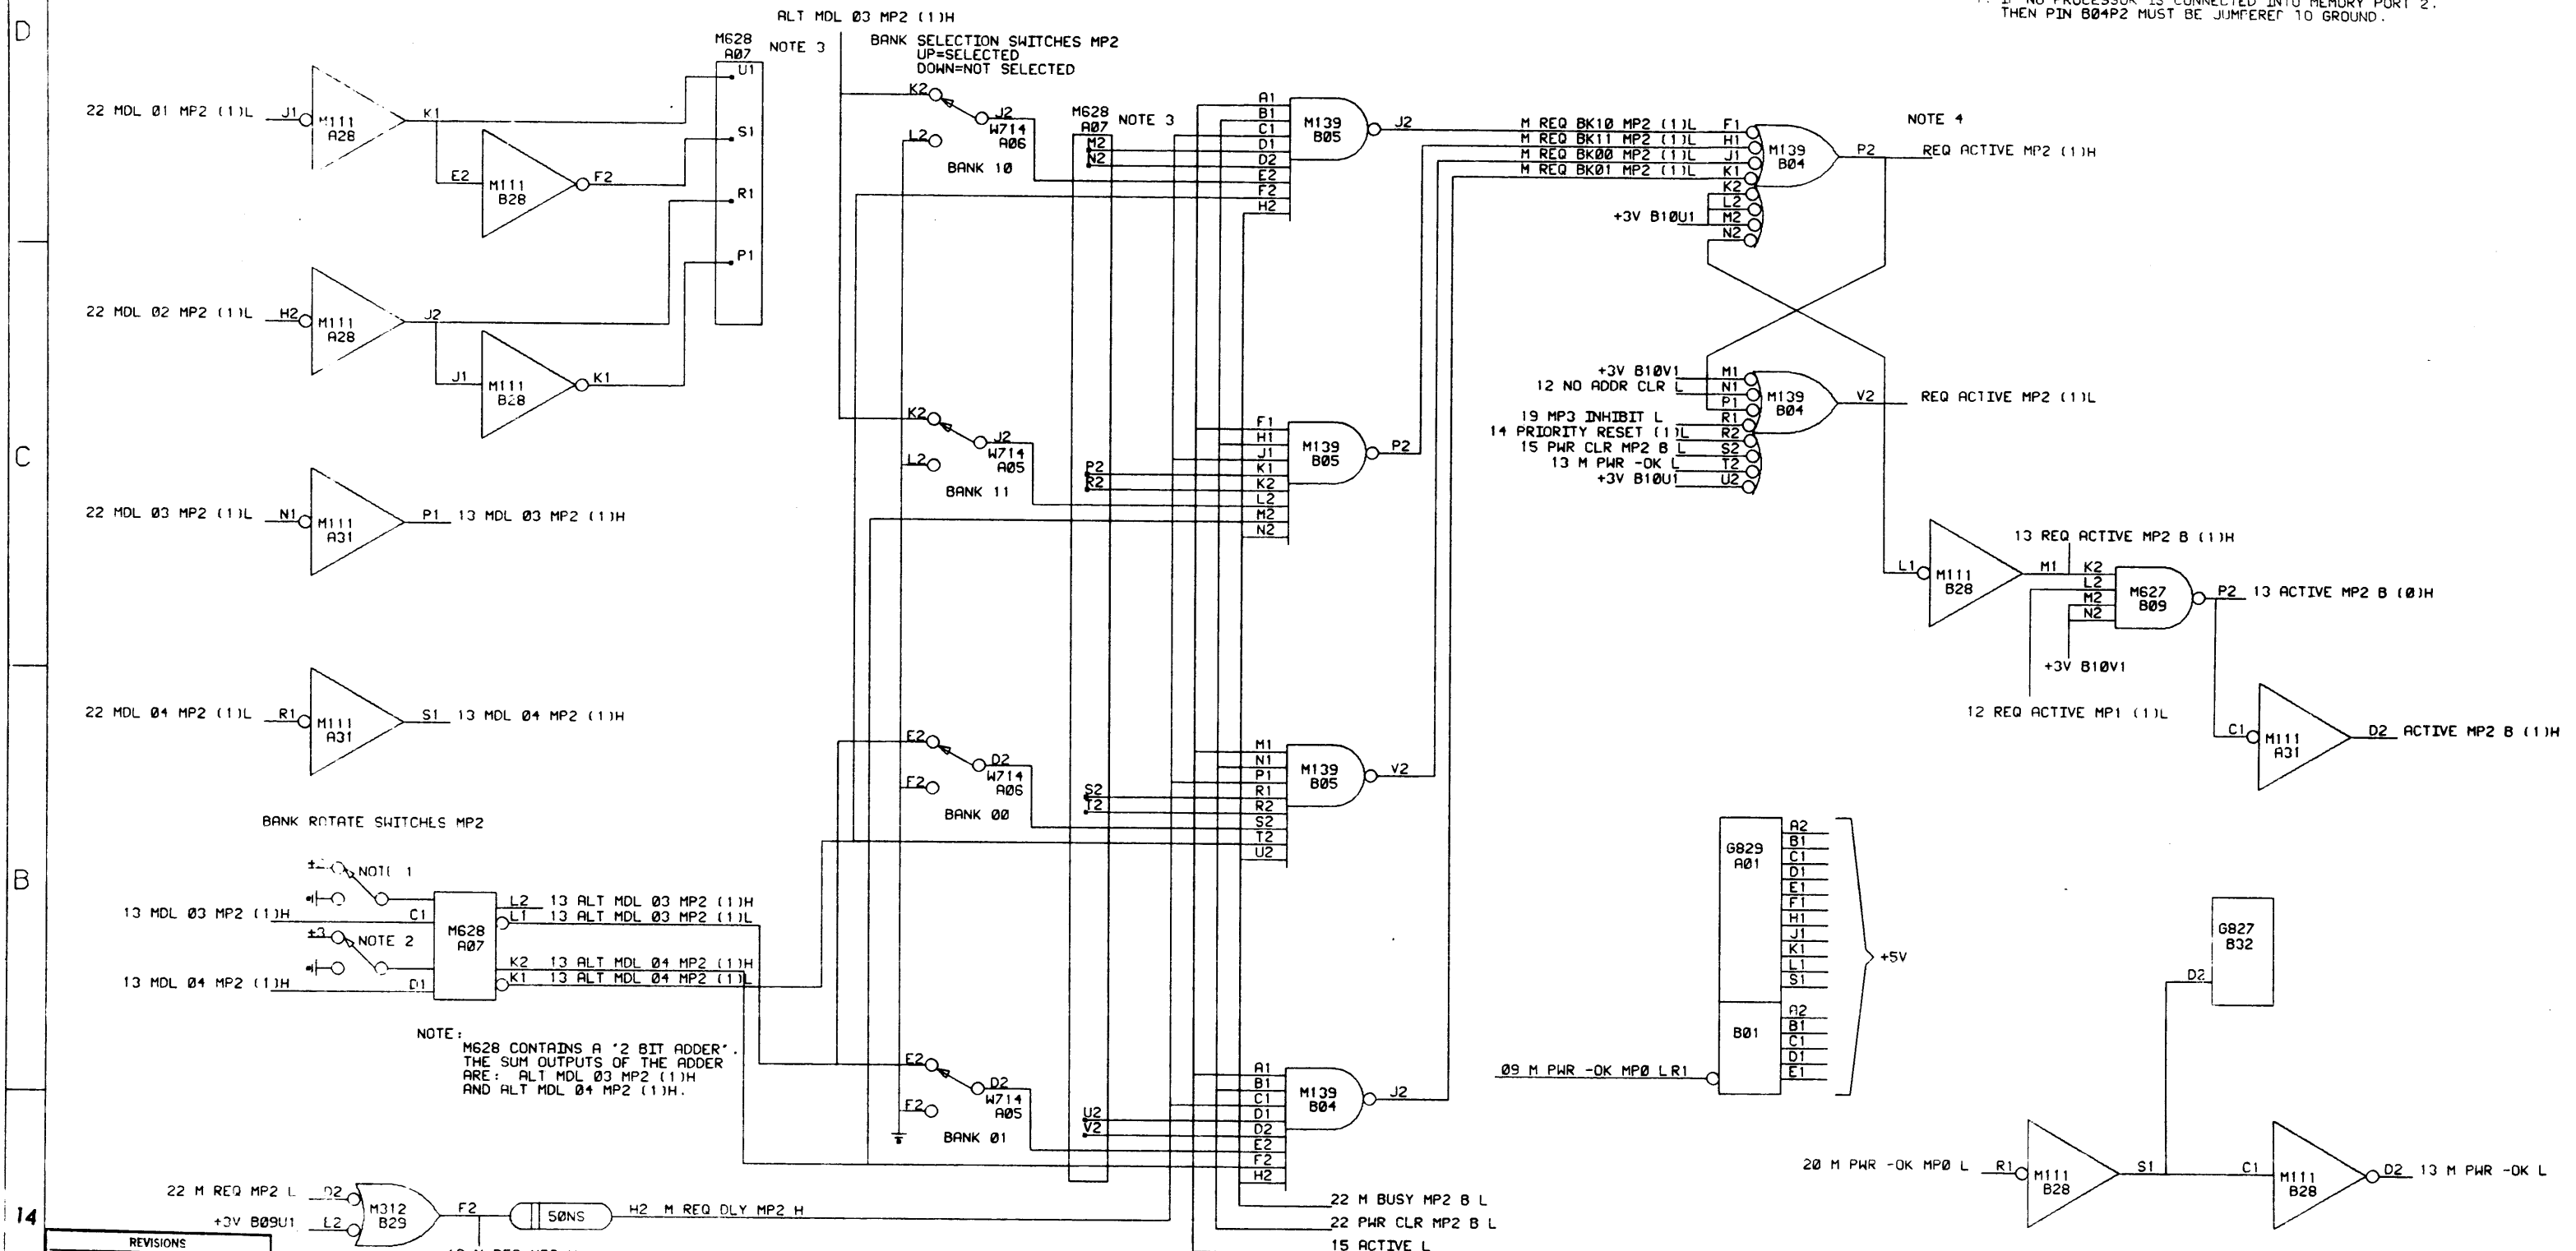 D
C
B
14
ALT MDL 03 MP2 (1)H
BANK SELECTION SWITCHES MP2
UP=SELECTED
DOWN=NOT SELECTED
NO PROCESSOR IS CONNECTED INTO MEMORY PORT 2.
THEN PIN B04P2 MUST BE JUMPERED TO GROUND.
M628
A07
NOTE 3
U1
S1
R1
P1
22 MDL 01 MP2 (1)L
J1
M111
A28
K1
E2
M111
B28
F2
22 MDL 02 MP2 (1)L
H2
M111
A28
J2
J1
M111
B28
K1
22 MDL 03 MP2 (1)L
N1
M111
A31
P1
13 MDL 03 MP2 (1)H
22 MDL 04 MP2 (1)L
R1
M111
A31
S1
13 MDL 04 MP2 (1)H
BANK ROTATE SWITCHES MP2
NOTE 1
13 MDL 03 MP2 (1)H
C1
+3
NOTE 2
13 MDL 04 MP2 (1)H
D1
M628
A07
L2
13 ALT MDL 03 MP2 (1)H
L1
13 ALT MDL 03 MP2 (1)L
K2
13 ALT MDL 04 MP2 (1)H
K1
13 ALT MDL 04 MP2 (1)L
NOTE:
M628 CONTAINS A "2 BIT ADDER".
THE SUM OUTPUTS OF THE ADDER
ARE: ALT MDL 03 MP2 (1)H
AND ALT MDL 04 MP2 (1)H.
22 M REQ MP2 L
D2
+3V B09U1
L2
M312
B29
F2
50NS
H2
M REQ DLY MP2 H
REVISIONS
K2
J2
W714
A06
L2
BANK 10
K2
J2
W714
A05
L2
BANK 11
E2
D2
W714
A06
F2
BANK 00
E2
D2
W714
A05
F2
BANK 01
M628
A07
NOTE 3
M2
N2
P2
R2
S2
T2
U2
V2
A1
B1
C1
D1
D2
E2
F2
H2
M139
B05
J2
F1
H1
J1
K1
K2
L2
M2
N2
M139
B05
P2
M1
N1
P1
R1
R2
S2
T2
U2
M139
B05
V2
A1
B1
C1
D1
D2
E2
F2
H2
M139
B04
J2
22 M BUSY MP2 B L
22 PWR CLR MP2 B L
15 ACTIVE L
M REQ BK10 MP2 (1)L
F1
M REQ BK11 MP2 (1)L
H1
M REQ BK00 MP2 (1)L
J1
M REQ BK01 MP2 (1)L
K1
K2
L2
+3V B10U1
M2
N2
M139
B04
P2
NOTE 4
REQ ACTIVE MP2 (1)H
+3V B10V1
M1
12 NO ADDR CLR L
N1
P1
19 MP3 INHIBIT L
R1
14 PRIORITY RESET (1)L
R2
15 PWR CLR MP2 B L
S2
13 M PWR -OK L
T2
+3V B10U1
U2
M139
B04
V2
REQ ACTIVE MP2 (1)L
L1
M111
B28
M1
13 REQ ACTIVE MP2 B (1)H
K2
L2
M2
N2
M627
B09
P2
13 ACTIVE MP2 B (0)H
+3V B10V1
12 REQ ACTIVE MP1 (1)L
C1
M111
A31
D2
ACTIVE MP2 B (1)H
G829
A01
A2
B1
C1
D1
E1
F1
H1
J1
K1
L1
S1
B01
A2
B1
C1
D1
E1
+5V
09 M PWR -OK MP0 L
R1
G827
B32
D2
20 M PWR -OK MP0 L
R1
M111
B28
S1
C1
M111
B28
D2
13 M PWR -OK L